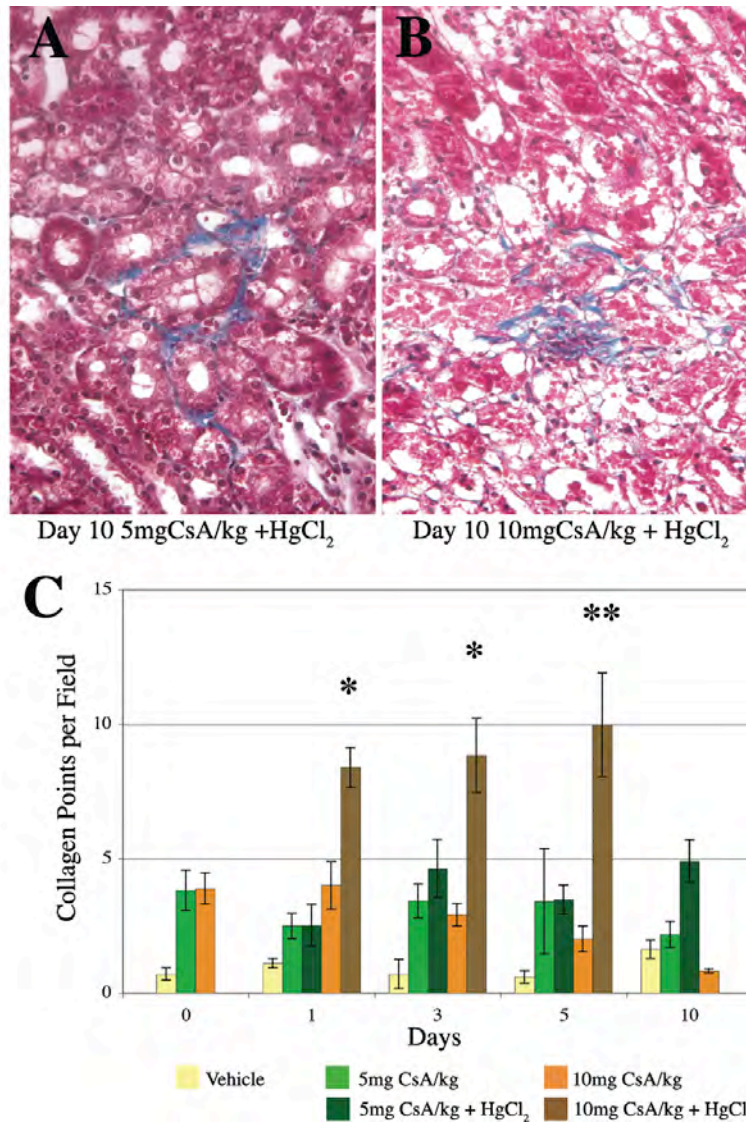 A
B
Day 10 5mgCsA/kg +HgCl₂
Day 10 10mgCsA/kg + HgCl₂
C
15
10
5
0
Collagen Points per Field
*
*
**
0
1
3
5
10
Days
Vehicle
5mg CsA/kg
10mg CsA/kg
5mg CsA/kg + HgCl₂
10mg CsA/kg + HgCl₂